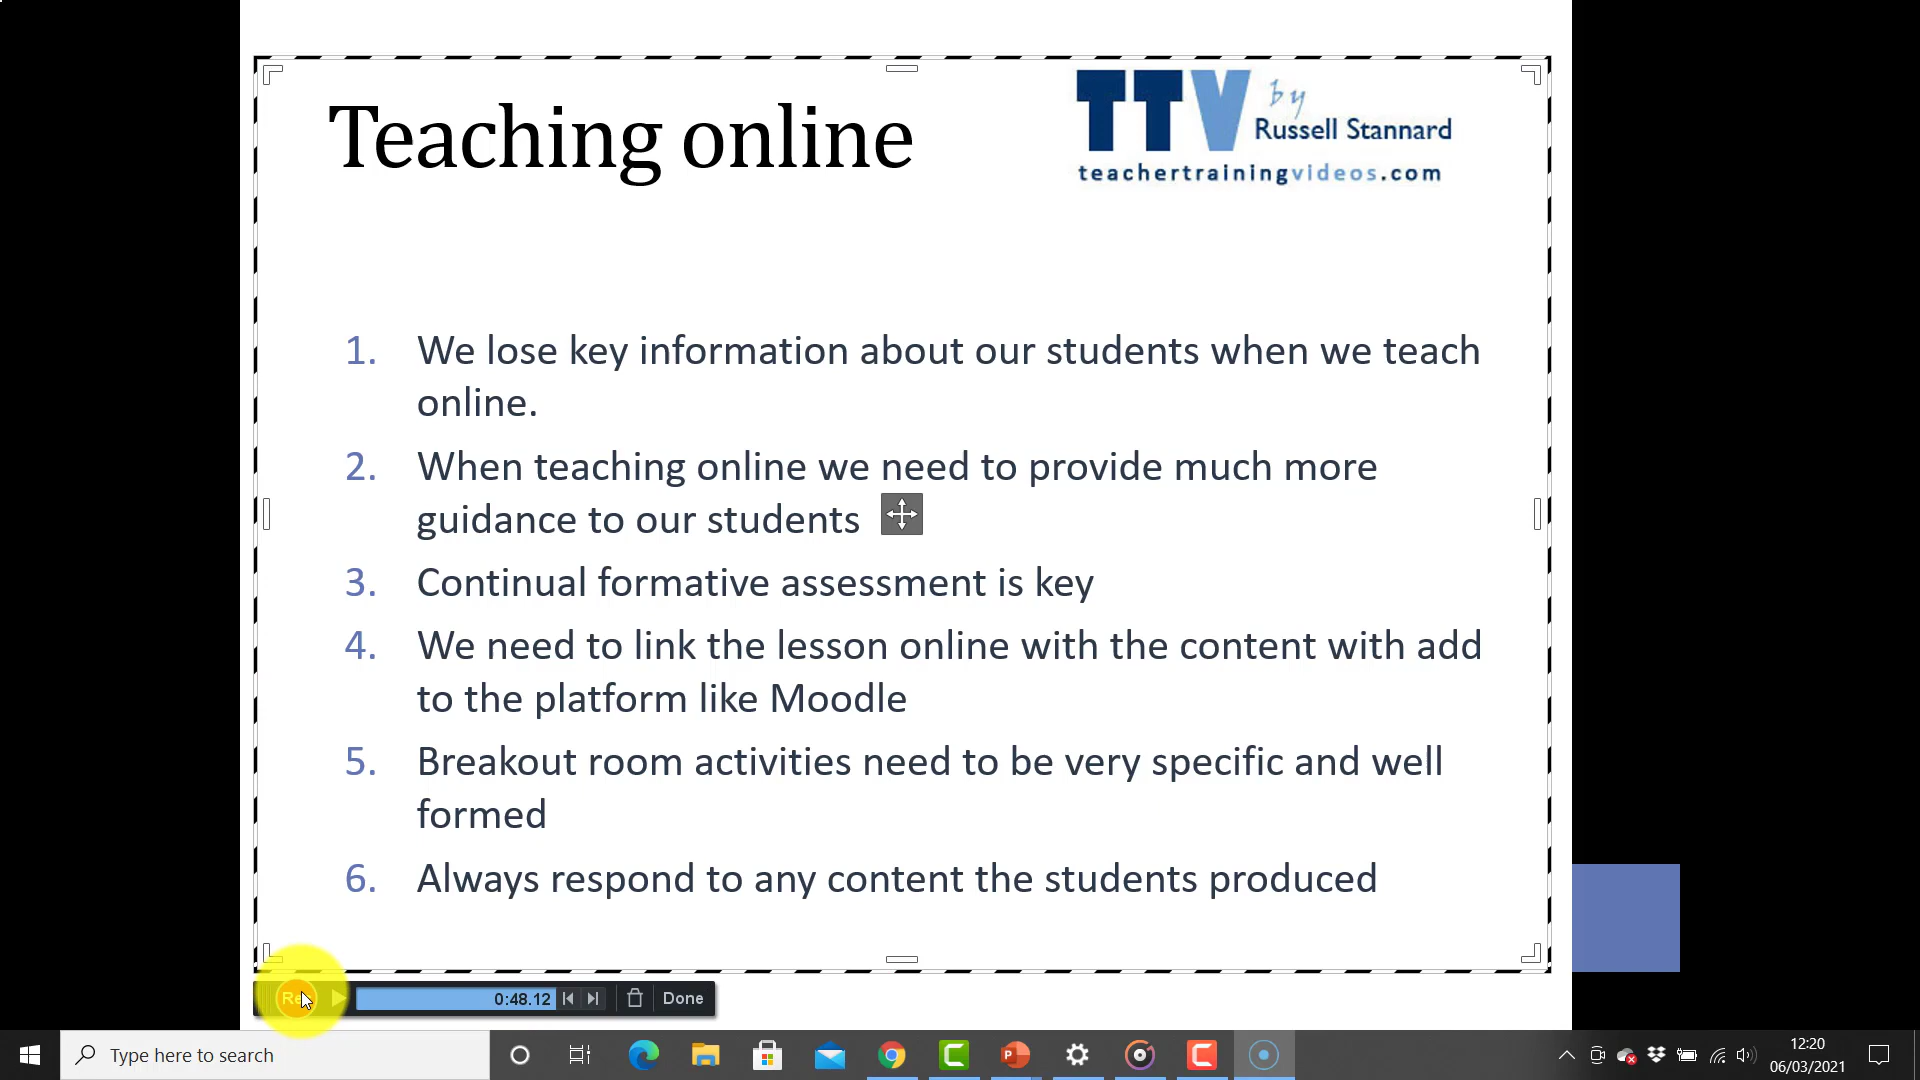 Teaching online
TTV by
Russell Stannard
teachertrainingvideos.com
1. We lose key information about our students when we teach
online.
2. When teaching online we need to provide much more
guidance to our students
3. Continual formative assessment is key
4. We need to link the lesson online with the content with add
to the platform like Moodle
5. Breakout room activities need to be very specific and well
formed
6. Always respond to any content the students produced
0:48.12 Done
Type here to search
12:20
06/03/2021